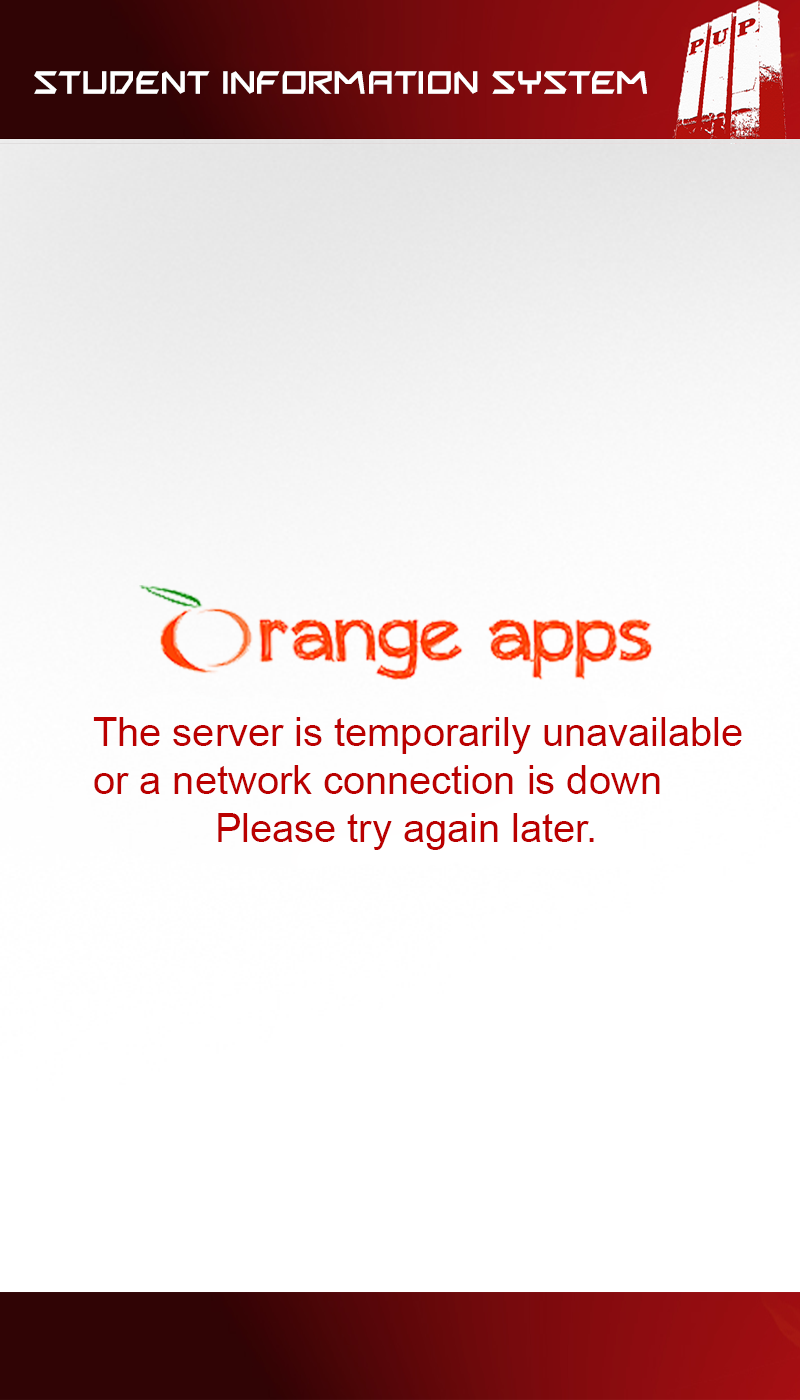 STUDENT INFORMATION SYSTEM
PUP
Orange apps
The server is temporarily unavailable
or a network connection is down
Please try again later.